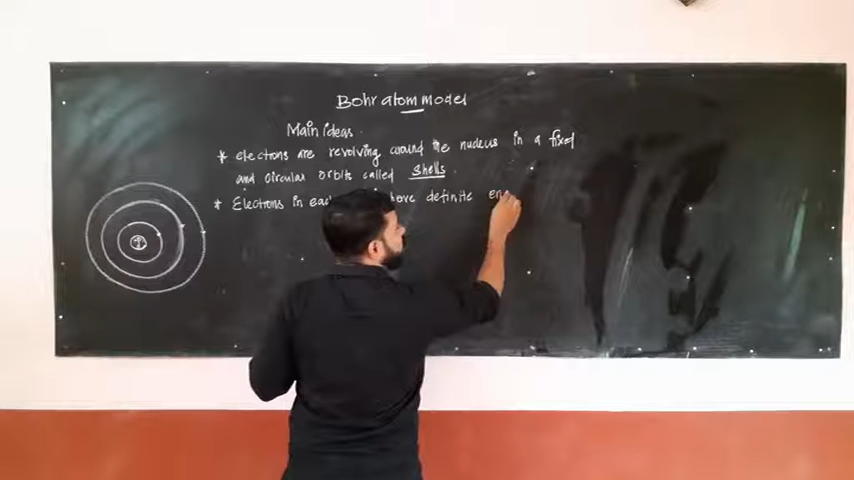 Bohr atom model
Main ideas
* electrons are revolving around the nucleus in a fixed
and circular orbits called shells
* Electrons in each have definite en